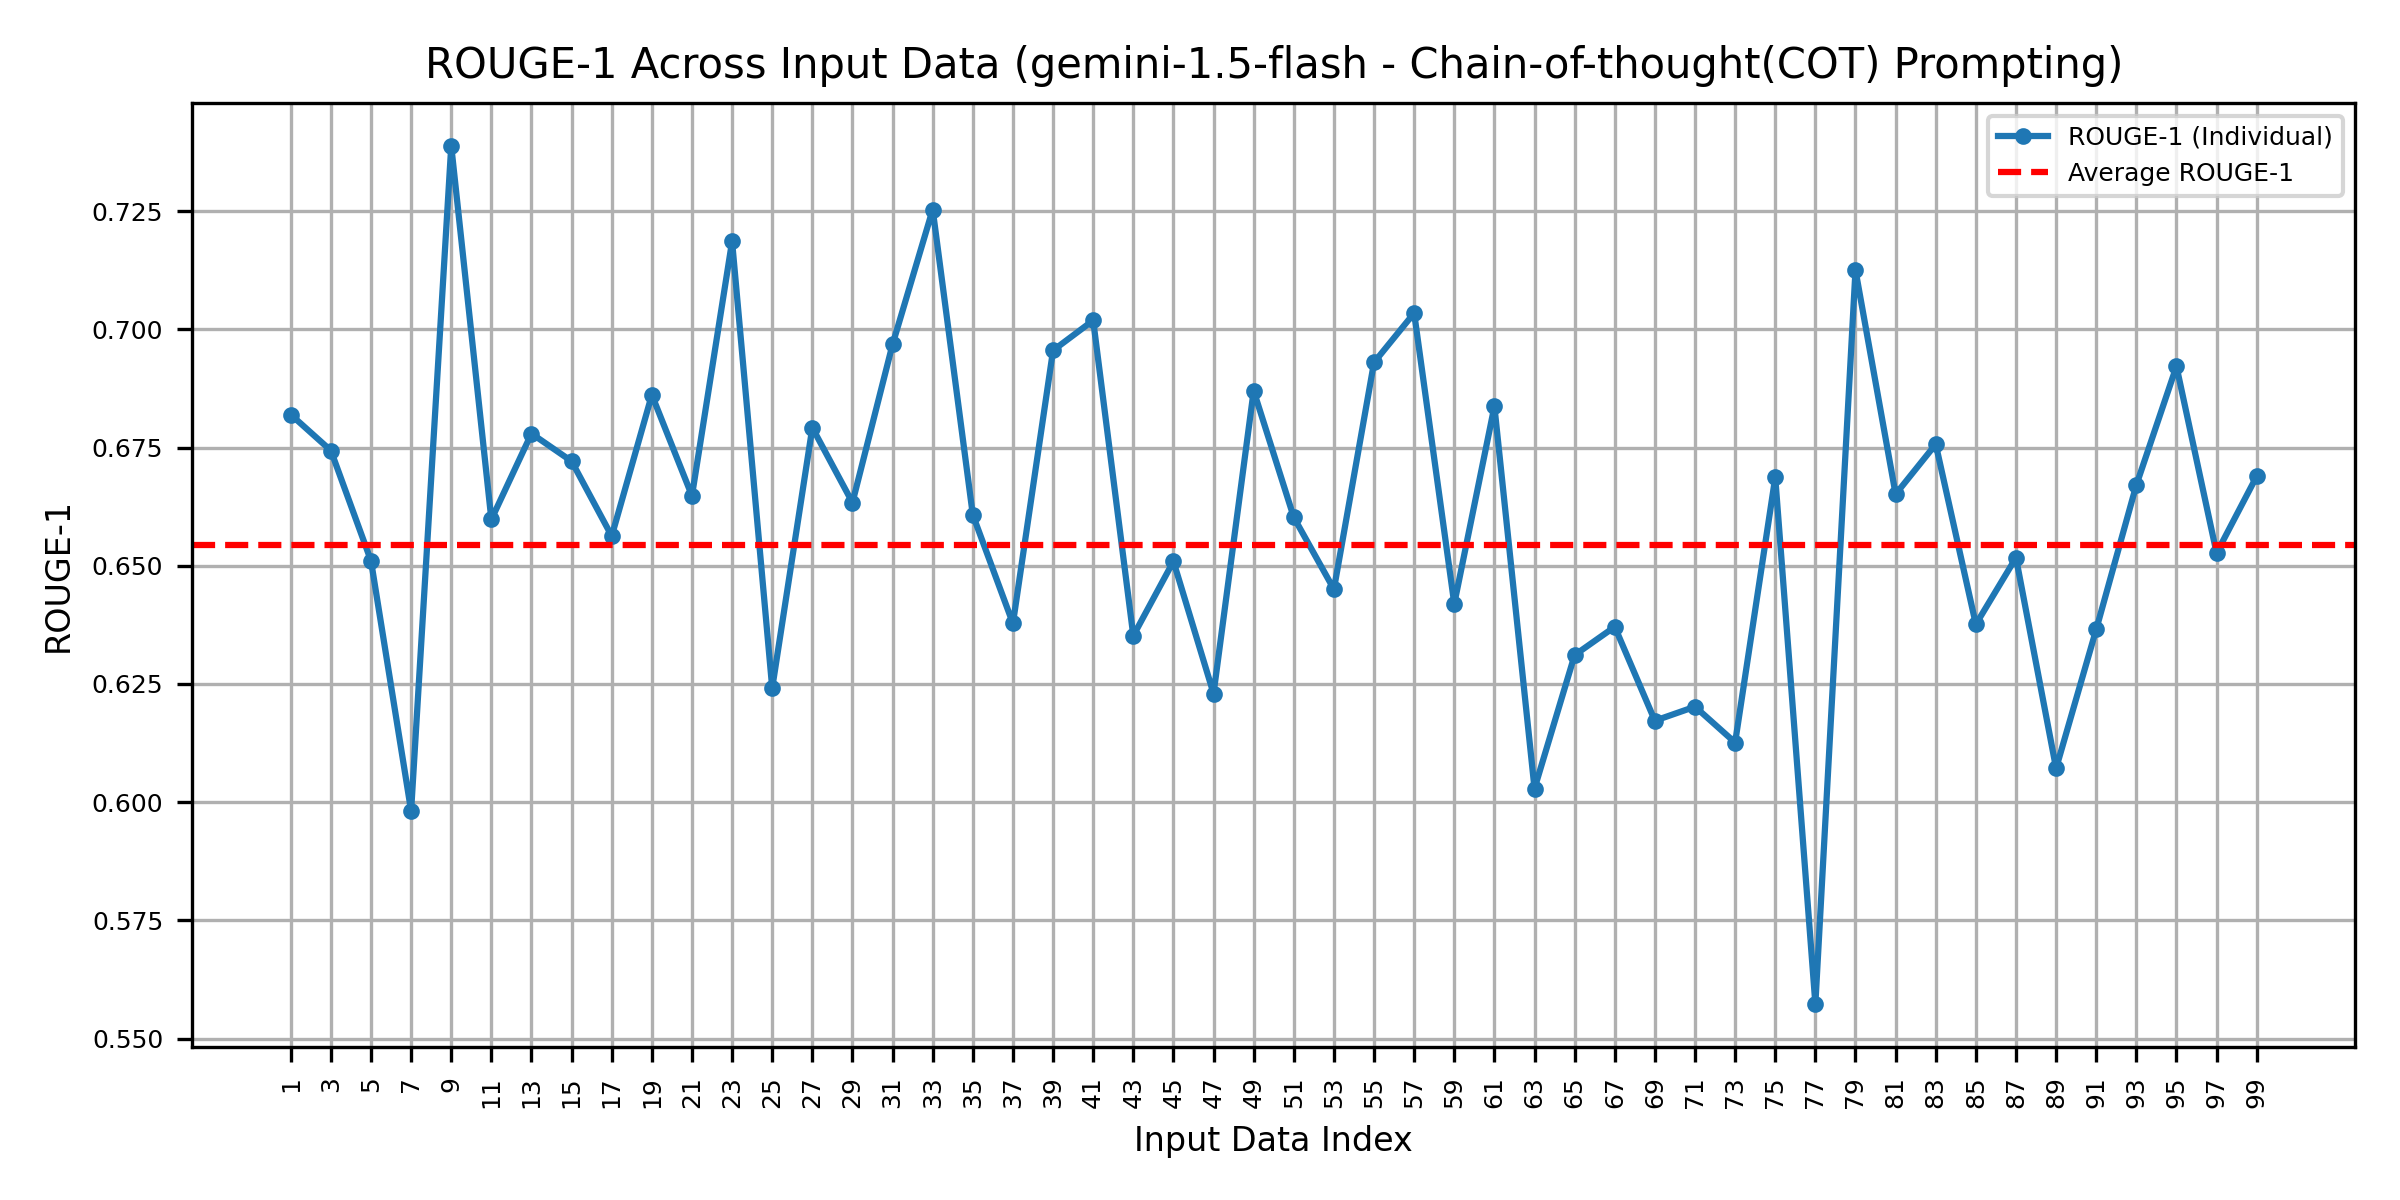 ROUGE-1 Across Input Data (gemini-1.5-flash - Chain-of-thought(COT) Prompting)
ROUGE-1 (Individual)
Average ROUGE-1
ROUGE-1
0.725
0.700
0.675
0.650
0.625
0.600
0.575
0.550
1 3 5 7 9 11 13 15 17 19 21 23 25 27 29 31 33 35 37 39 41 43 45 47 49 51 53 55 57 59 61 63 65 67 69 71 73 75 77 79 81 83 85 87 89 91 93 95 97 99
Input Data Index